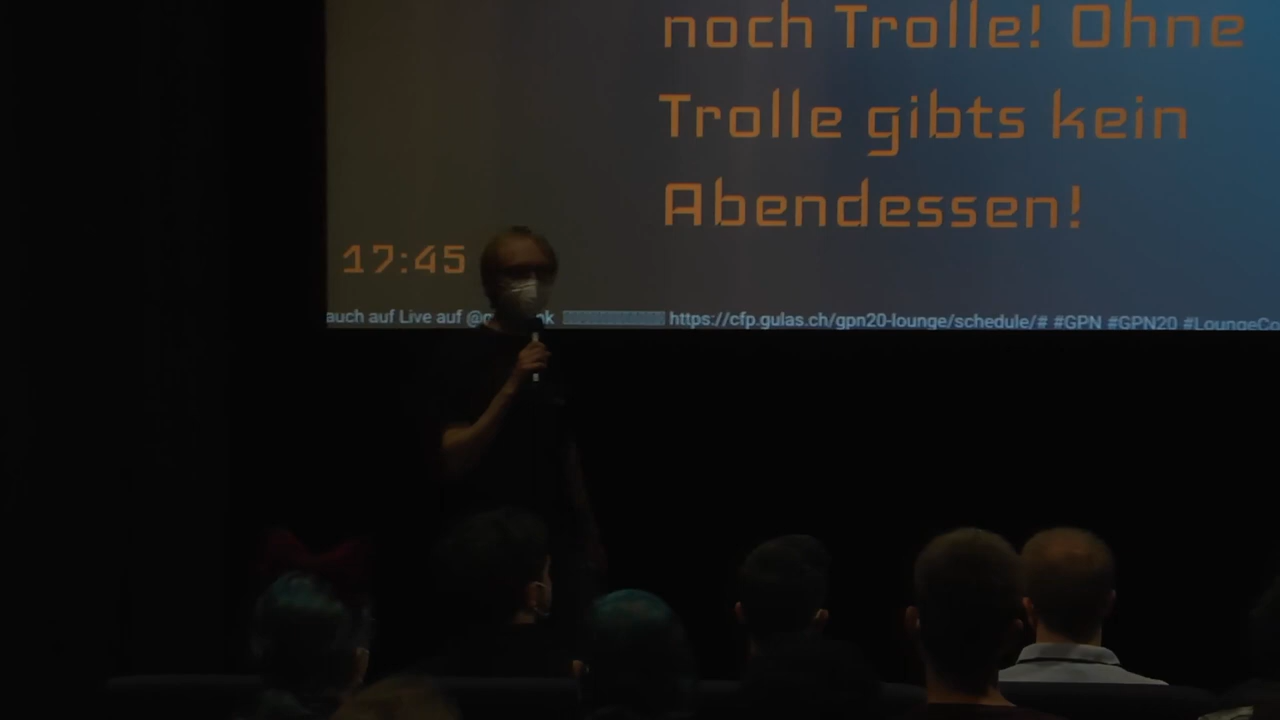 noch Trolle! Ohne
Trolle gibts kein
Abendessen!
17:45
auch auf Live auf
https://cfp.gulas.ch/gpn20-lounge/schedule/# #GPN #GPN20